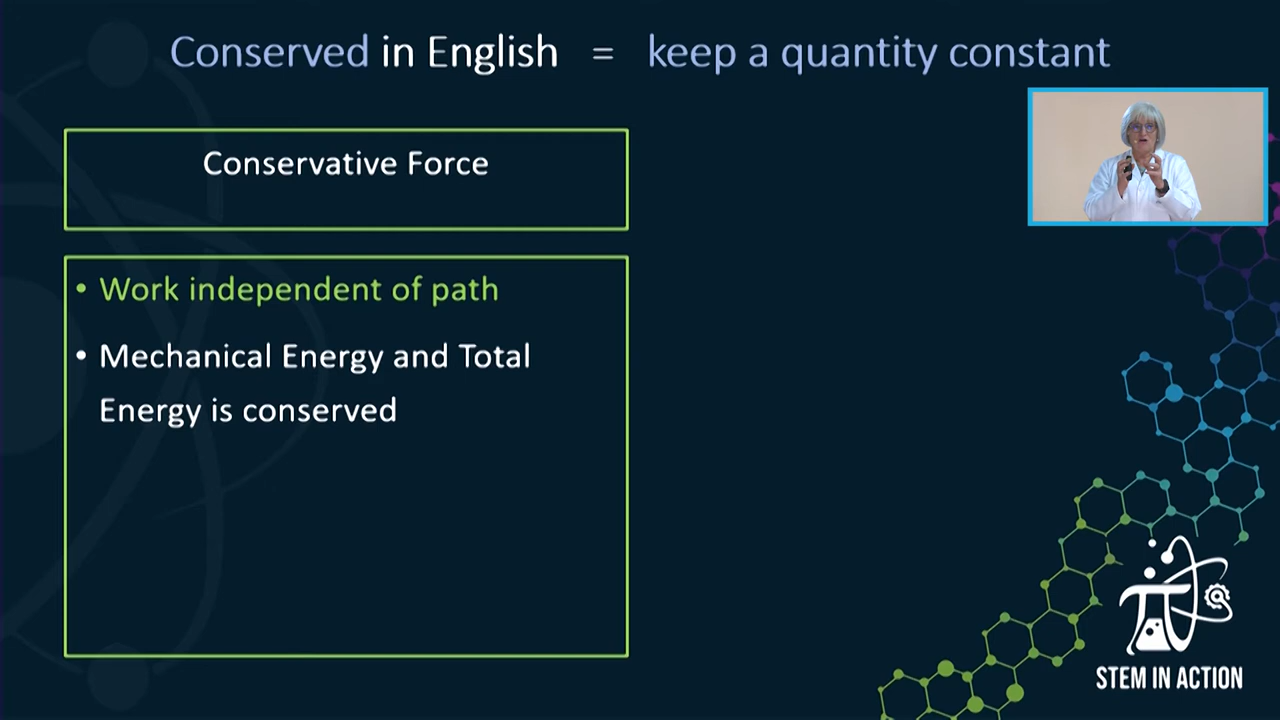 Conserved in English = keep a quantity constant
Conservative Force
• Work independent of path
• Mechanical Energy and Total
Energy is conserved
STEM IN ACTION